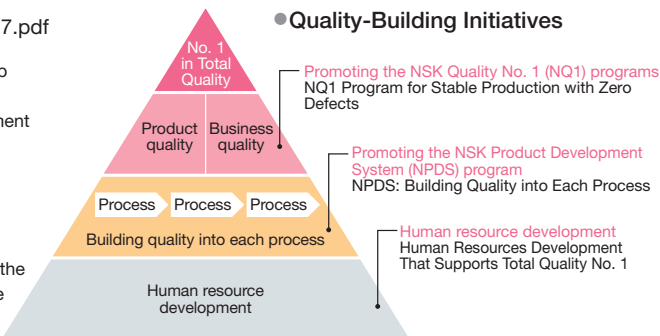 7.pdf
p
ment
the
e
●Quality-Building Initiatives
No. 1
in Total
Quality
Product
quality
Business
quality
Process
Process
Process
Building quality into each process
Human resource
development
Promoting the NSK Quality No. 1 (NQ1) programs
NQ1 Program for Stable Production with Zero
Defects
Promoting the NSK Product Development
System (NPDS) program
NPDS: Building Quality into Each Process
Human resource development
Human Resources Development
That Supports Total Quality No. 1